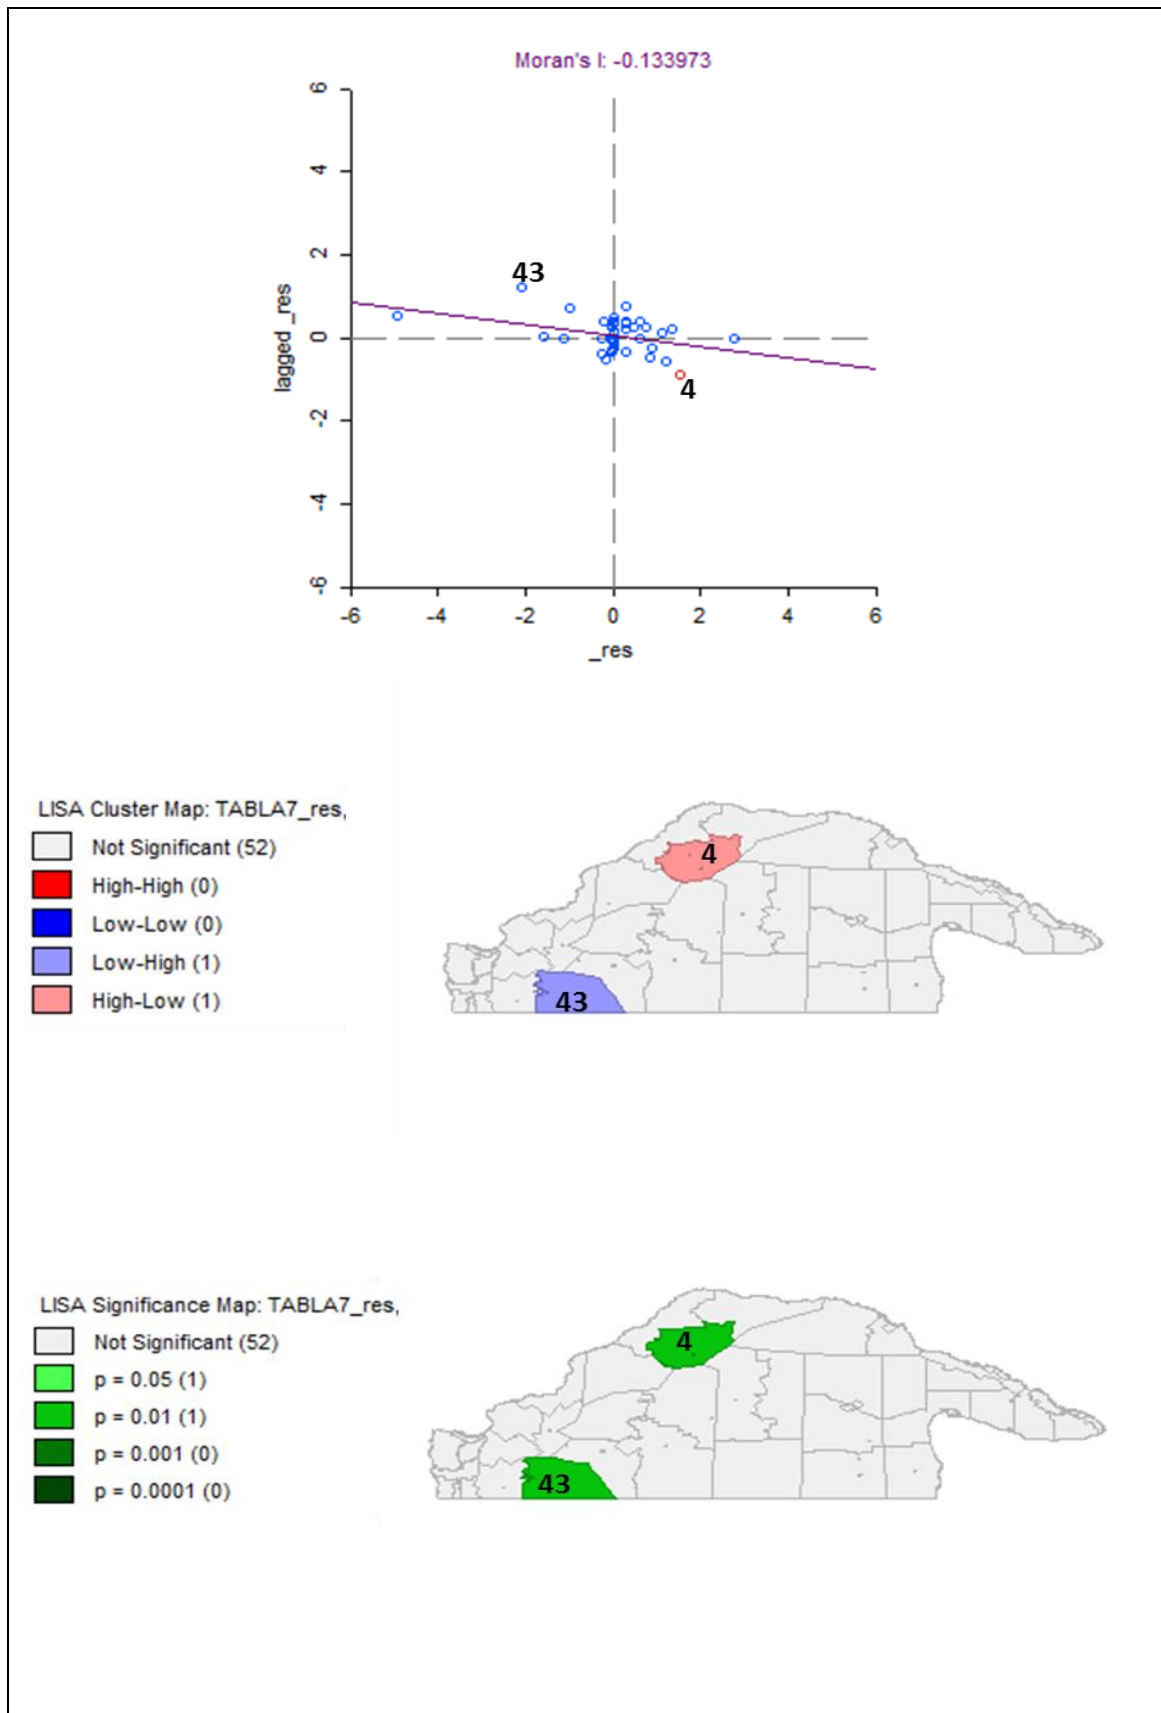 Moran's I: -0.133973
6
4
2
0
-2
-4
-6
lagged _res
43
4
-6
-4
-2
0
2
4
6
_res
LISA Cluster Map: TABLA7_res,
Not Significant (52)
High-High (0)
Low-Low (0)
Low-High (1)
High-Low (1)
4
43
LISA Significance Map: TABLA7_res,
Not Significant (52)
p = 0.05 (1)
p = 0.01 (1)
p = 0.001 (0)
p = 0.0001 (0)
4
43